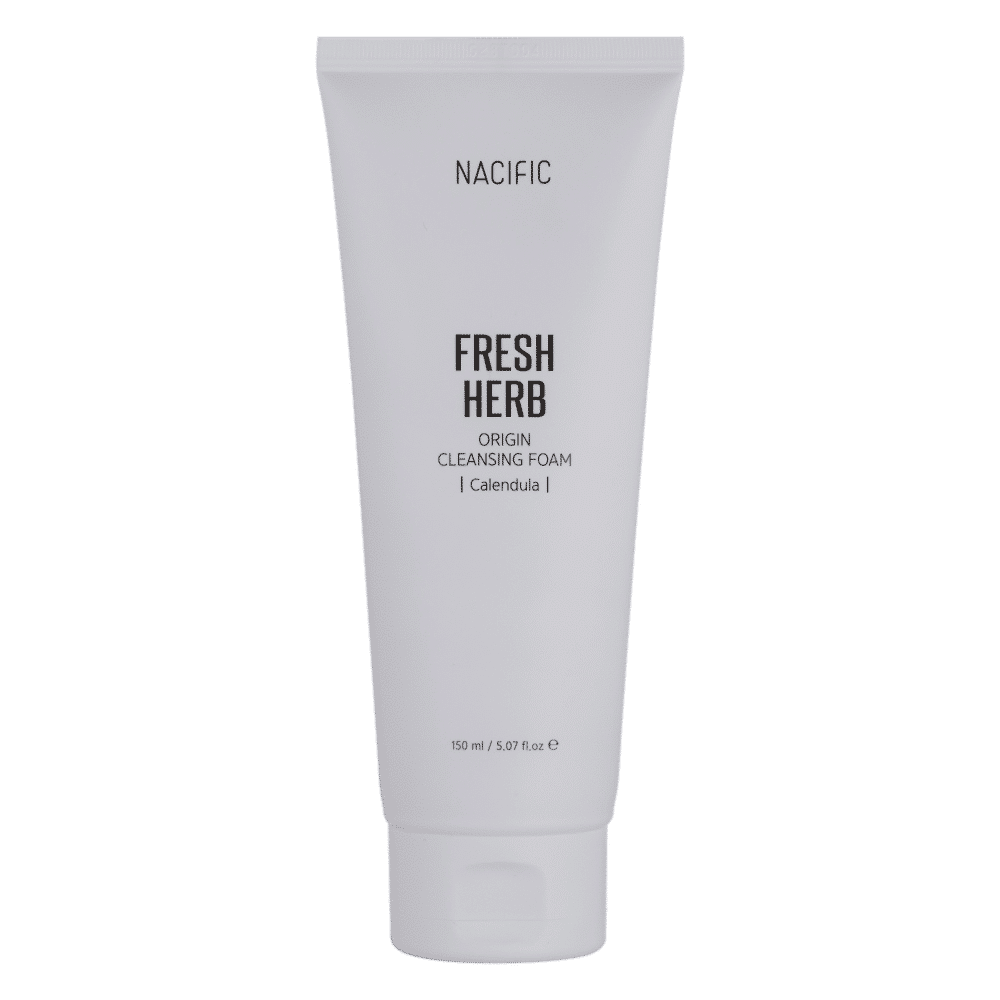 NACIFIC
FRESH
HERB
ORIGIN
CLEANSING FOAM
| Calendula |
150 ml / 5.07 fl.oz ℮